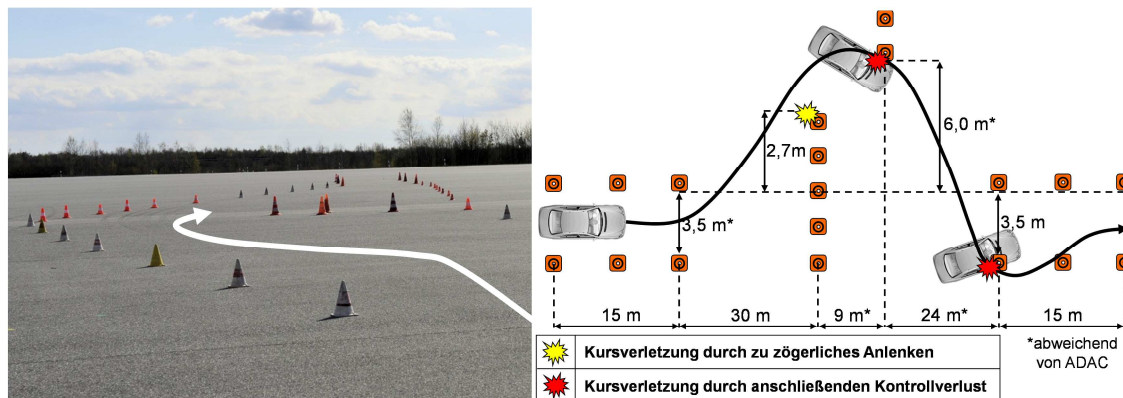 6,0 m*
2,7m
3,5 m*
3,5 m
15 m
30 m
9 m*
24 m*
15 m
*abweichend
von ADAC
Kursverletzung durch zu zögerliches Anlenken
Kursverletzung durch anschließenden Kontrollverlust